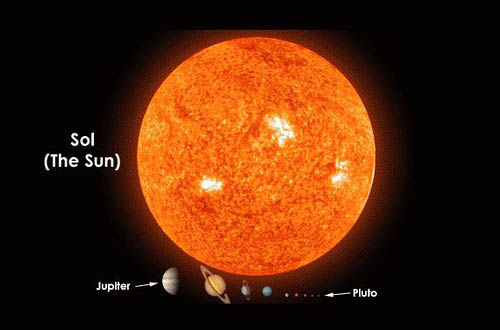 Sol
(The Sun)
Jupiter
Pluto